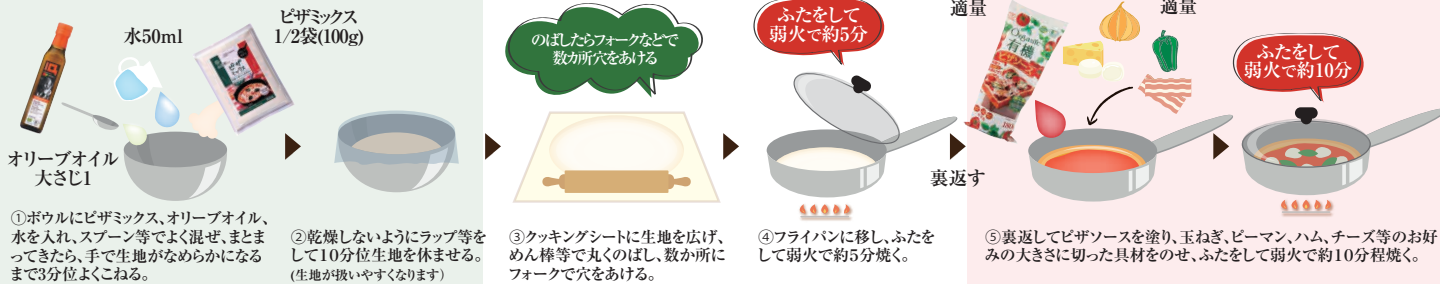 ピザミックス
1/2袋(100g)
水50ml
オリーブオイル
大さじ1
①ボウルにピザミックス、オリーブオイル、
水を入れ、スプーン等でよく混ぜ、まとま
ってきたら、手で生地がなめらかになる
まで3分位よくこねる。
②乾燥しないようにラップ等を
して10分位生地を休ませる。
(生地が扱いやすくなります)
のばしたらフォークなどで
数カ所穴をあける
③クッキングシートに生地を広げ、
めん棒等で丸くのばし、数か所に
フォークで穴をあける。
ふたをして
弱火で約5分
④フライパンに移し、ふたを
して弱火で約5分焼く。
裏返す
適量
適量
Organic
有機
ふたをして
弱火で約10分
⑤裏返してピザソースを塗り、玉ねぎ、ピーマン、ハム、チーズ等のお好
みの大きさに切った具材をのせ、ふたをして弱火で約10分程焼く。